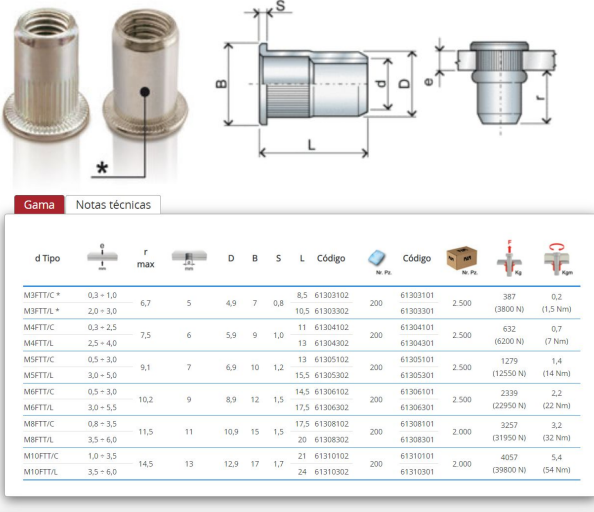 S
B
d
D
L
e
r
*
Gama
Notas técnicas
d Tipo e mm r max mm D B S L Código Nr. Pz. Código Nr. Pz. F Kg Kgm
M3FTT/C * 0,3 ÷ 1,0 6,7 5 4,9 7 0,8 8,5 61303102 200 61303101 2.500 387 (3800 N) 0,2 (1,5 Nm)
M3FTT/L * 2,0 ÷ 3,0 10,5 61303302 61303301
M4FTT/C 0,3 ÷ 2,5 7,5 6 5,9 9 1,0 11 61304102 200 61304101 2.500 632 (6200 N) 0,7 (7 Nm)
M4FTT/L 2,5 ÷ 4,0 13 61304302 61304301
M5FTT/C 0,5 ÷ 3,0 9,1 7 6,9 10 1,2 13 61305102 200 61305101 2.500 1279 (12550 N) 1,4 (14 Nm)
M5FTT/L 3,0 ÷ 5,0 15,5 61305302 61305301
M6FTT/C 0,5 ÷ 3,0 10,2 9 8,9 12 1,5 14,5 61306102 200 61306101 2.500 2339 (22950 N) 2,2 (22 Nm)
M6FTT/L 3,0 ÷ 5,5 17,5 61306302 61306301
M8FTT/C 0,8 ÷ 3,5 11,5 11 10,9 15 1,5 17,5 61308102 200 61308101 2.000 3257 (31950 N) 3,2 (32 Nm)
M8FTT/L 3,5 ÷ 6,0 20 61308302 61308301
M10FTT/C 1,0 ÷ 3,5 14,5 13 12,9 17 1,7 21 61310102 200 61310101 2.000 4057 (39800 N) 5,4 (54 Nm)
M10FTT/L 3,5 ÷ 6,0 24 61310302 61310301